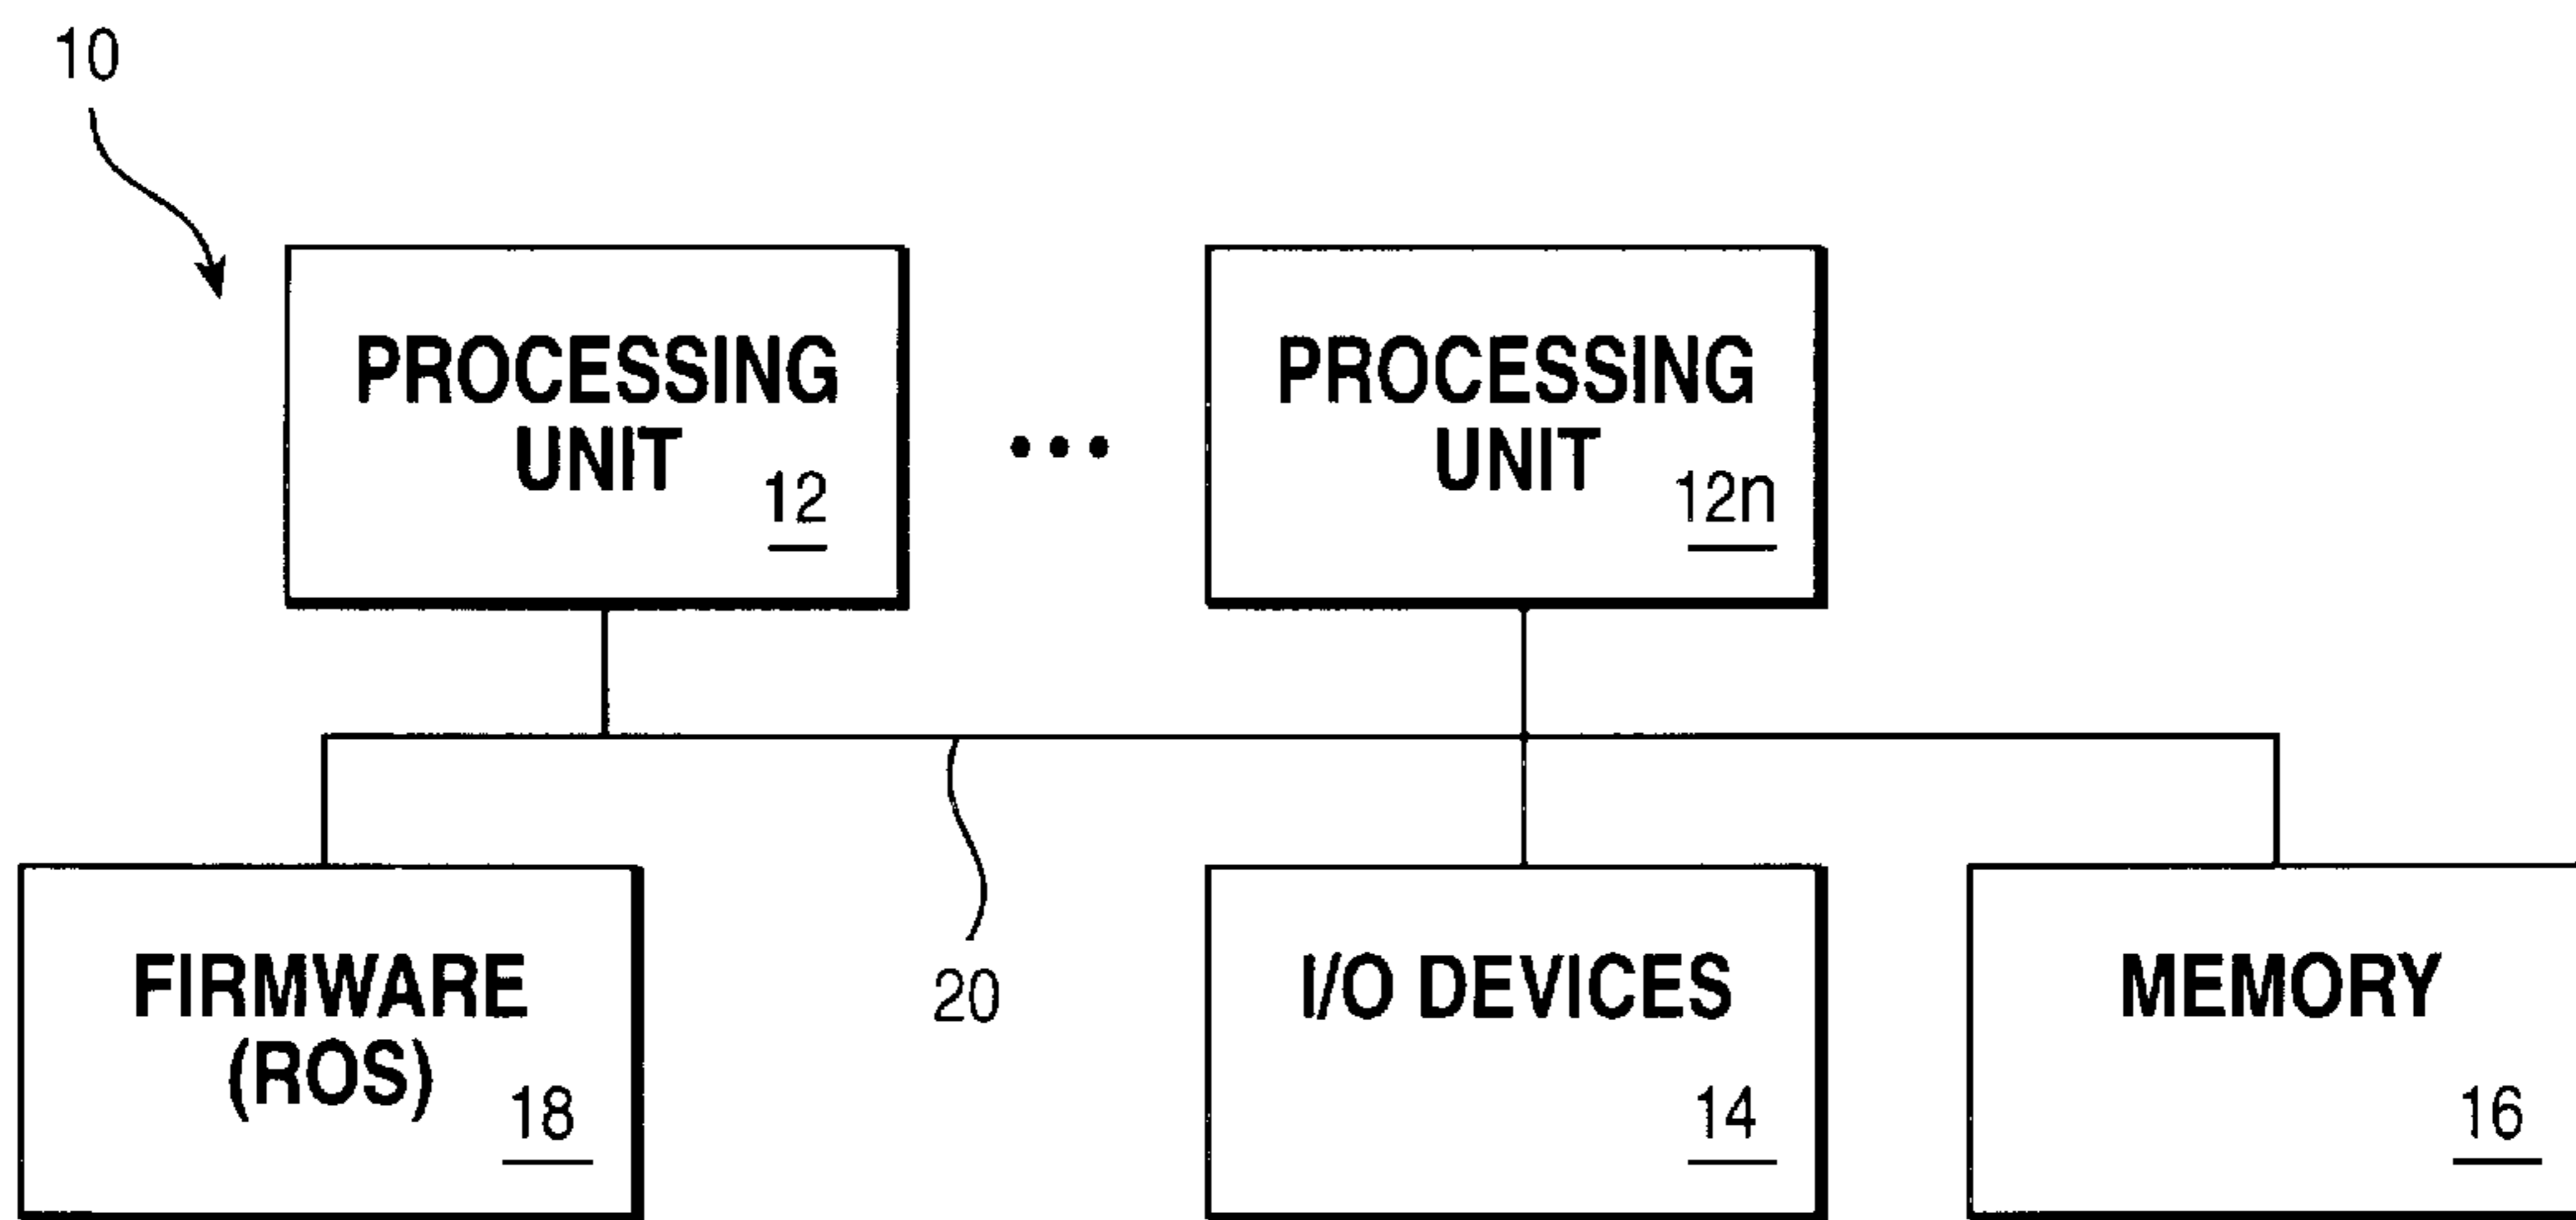 10
PROCESSING
UNIT
12
•••
PROCESSING
UNIT
12n
20
FIRMWARE
(ROS)
18
I/O DEVICES
14
MEMORY
16